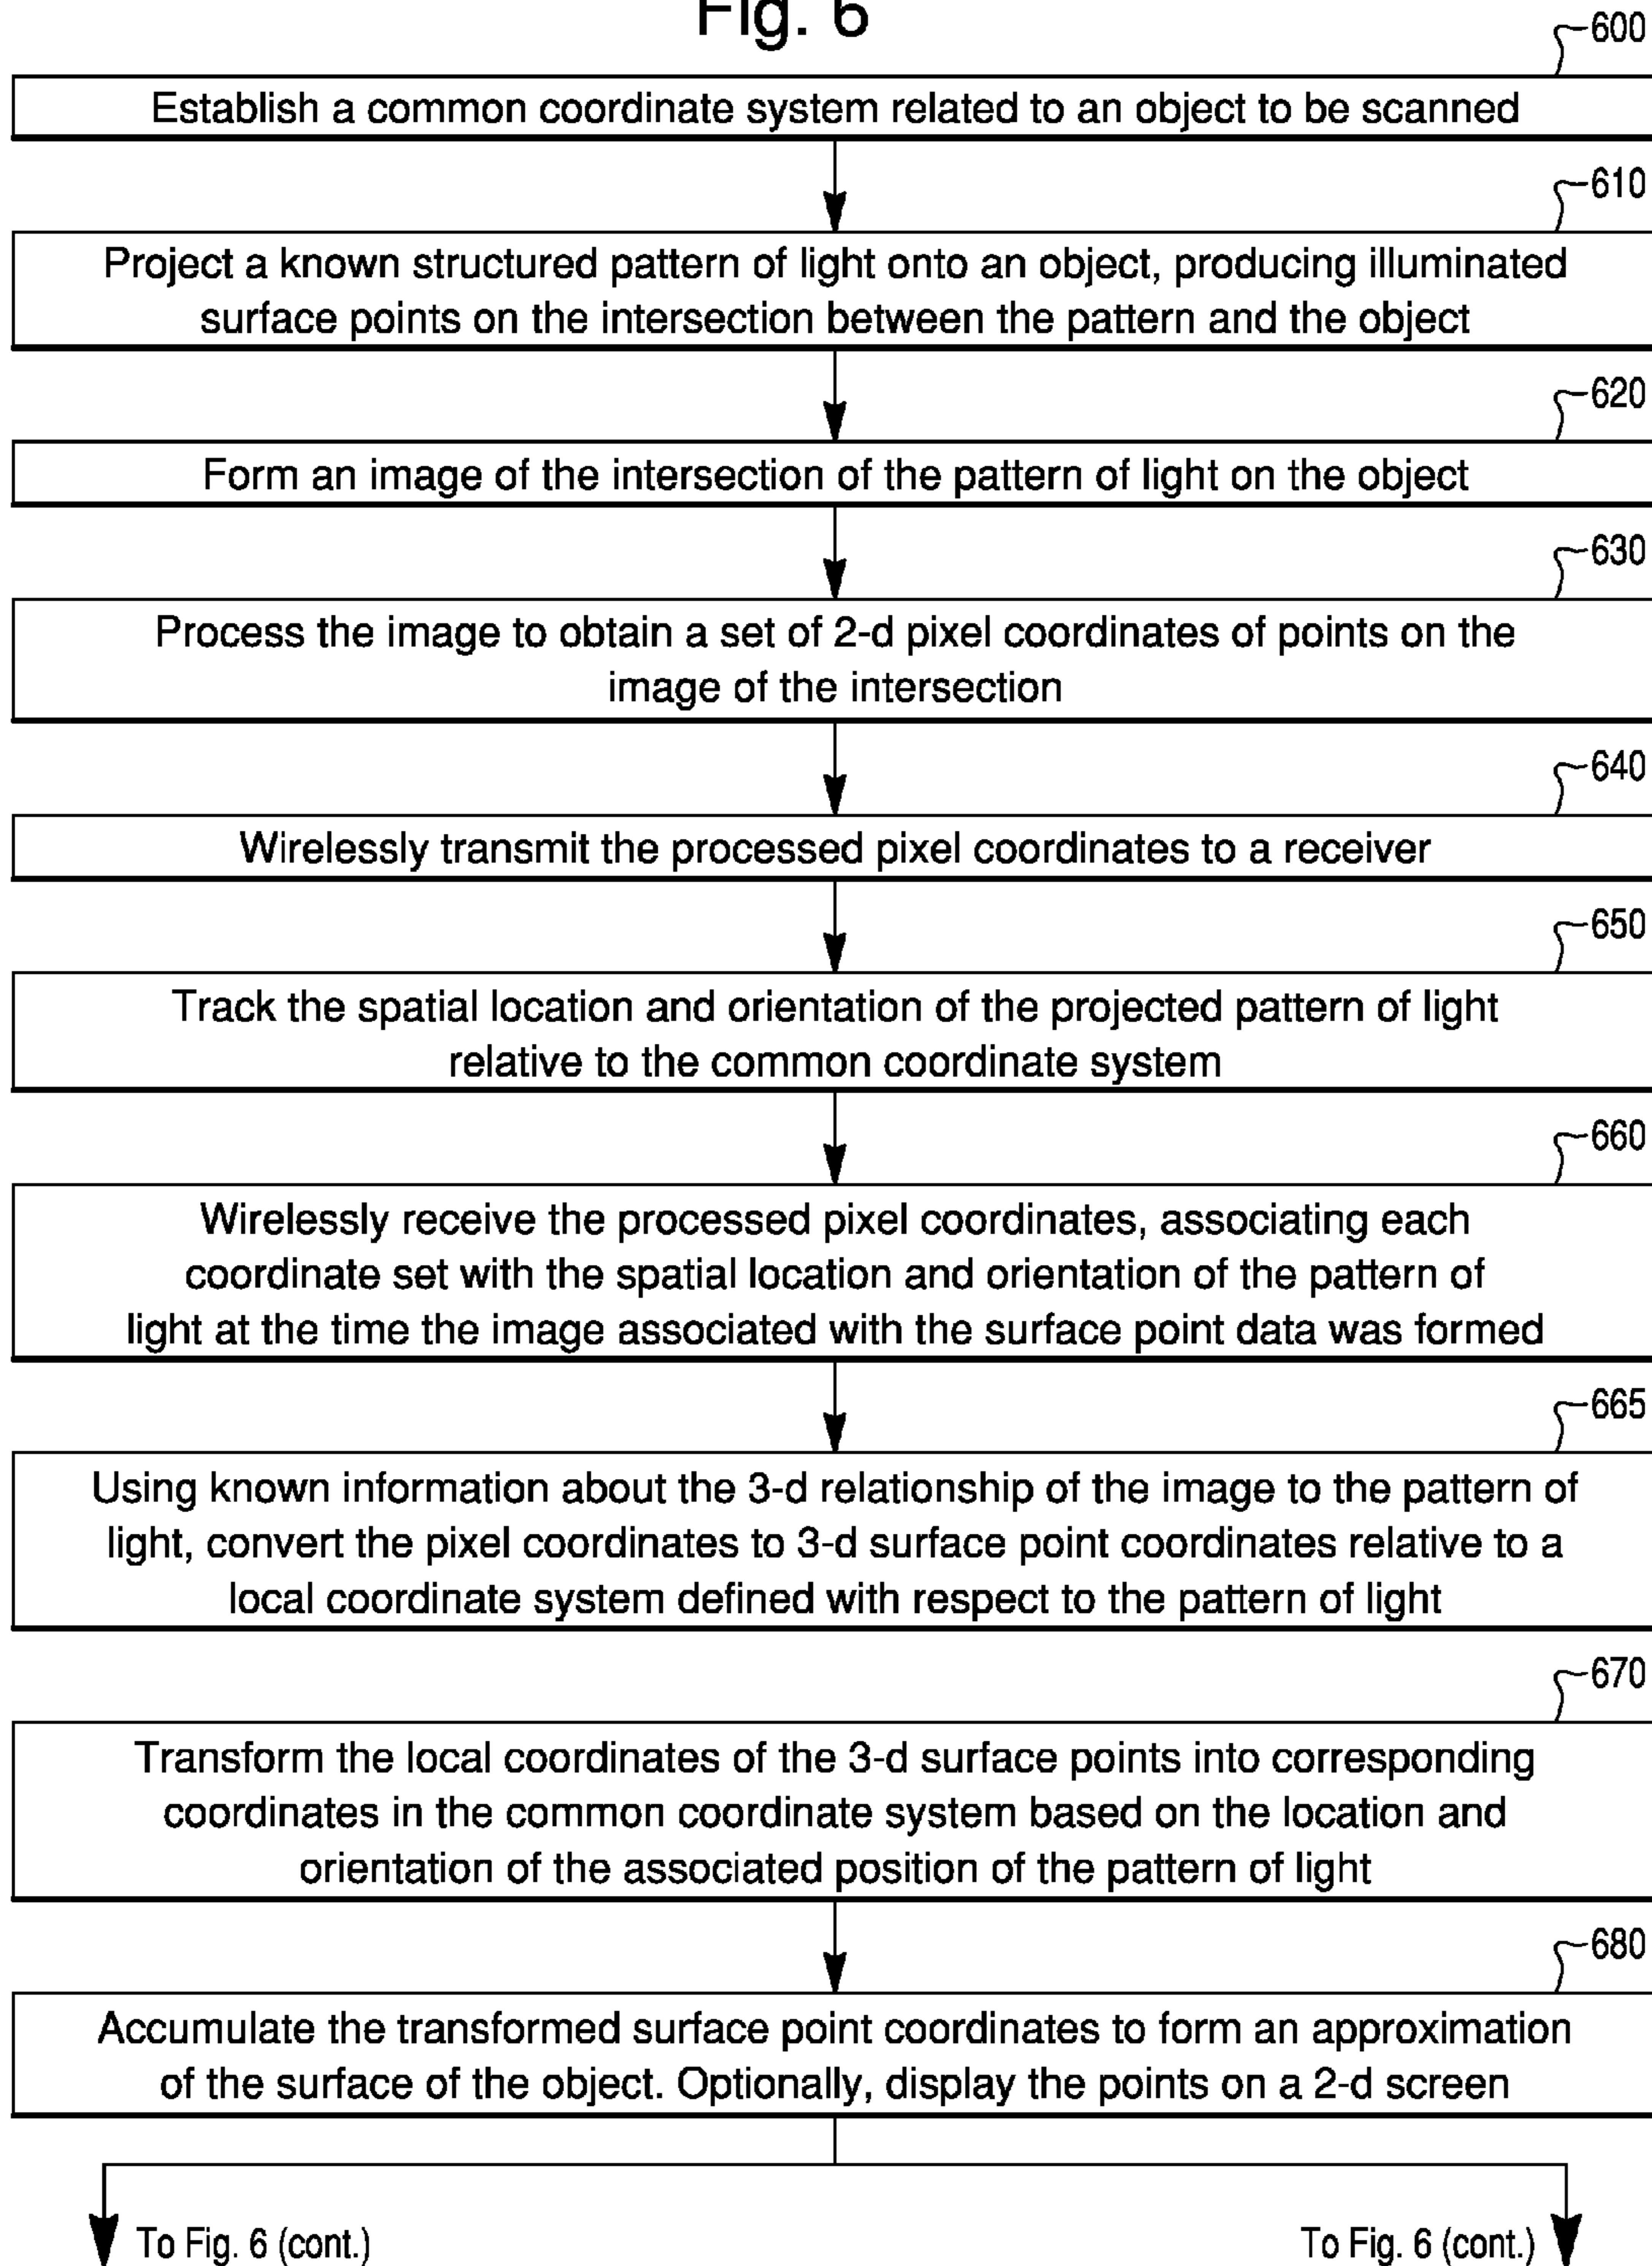 Fig. 6
600
Establish a common coordinate system related to an object to be scanned
610
Project a known structured pattern of light onto an object, producing illuminated
surface points on the intersection between the pattern and the object
620
Form an image of the intersection of the pattern of light on the object
630
Process the image to obtain a set of 2-d pixel coordinates of points on the
image of the intersection
640
Wirelessly transmit the processed pixel coordinates to a receiver
650
Track the spatial location and orientation of the projected pattern of light
relative to the common coordinate system
660
Wirelessly receive the processed pixel coordinates, associating each
coordinate set with the spatial location and orientation of the pattern of
light at the time the image associated with the surface point data was formed
665
Using known information about the 3-d relationship of the image to the pattern of
light, convert the pixel coordinates to 3-d surface point coordinates relative to a
local coordinate system defined with respect to the pattern of light
670
Transform the local coordinates of the 3-d surface points into corresponding
coordinates in the common coordinate system based on the location and
orientation of the associated position of the pattern of light
680
Accumulate the transformed surface point coordinates to form an approximation
of the surface of the object. Optionally, display the points on a 2-d screen
To Fig. 6 (cont.)
To Fig. 6 (cont.)